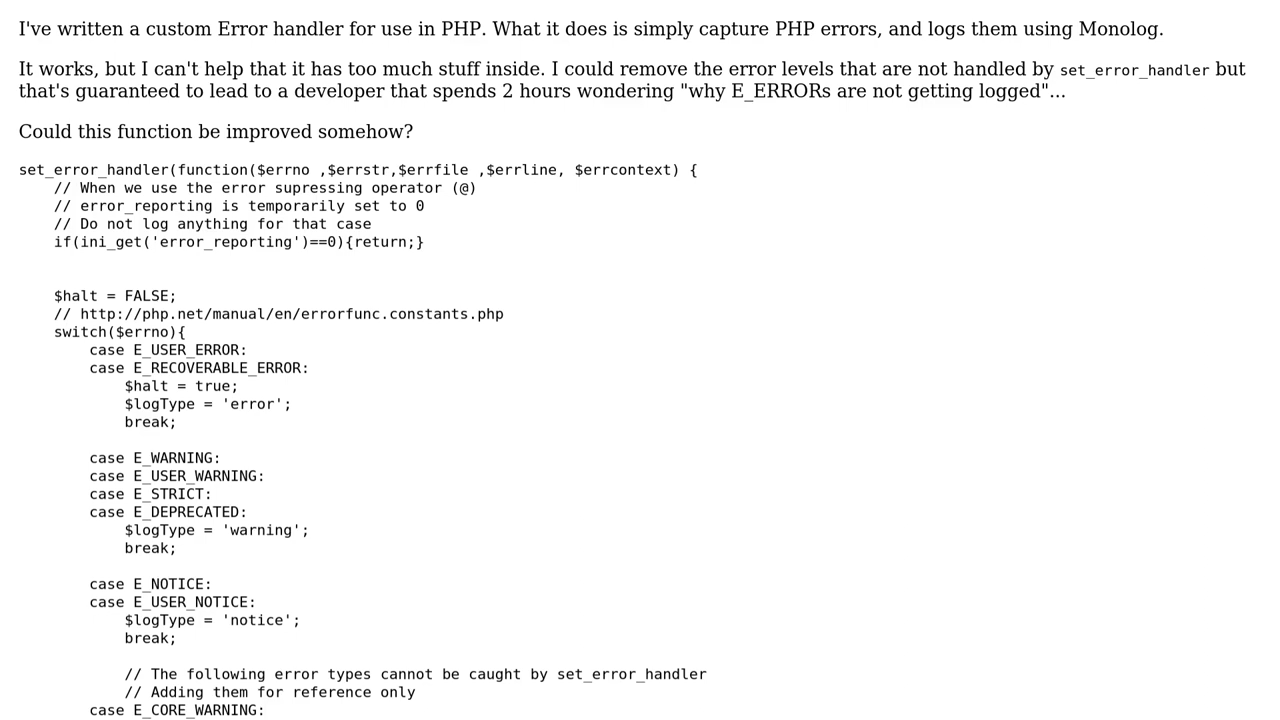 I've written a custom Error handler for use in PHP. What it does is simply capture PHP errors, and logs them using Monolog.
It works, but I can't help that it has too much stuff inside. I could remove the error levels that are not handled by set_error_handler but
that's guaranteed to lead to a developer that spends 2 hours wondering "why E_ERRORs are not getting logged"...
Could this function be improved somehow?
set_error_handler(function($errno ,$errstr,$errfile ,$errline, $errcontext) {
    // When we use the error supressing operator (@)
    // error_reporting is temporarily set to 0
    // Do not log anything for that case
    if(ini_get('error_reporting')==0){return;}
    $halt = FALSE;
    // http://php.net/manual/en/errorfunc.constants.php
    switch($errno){
        case E_USER_ERROR:
        case E_RECOVERABLE_ERROR:
            $halt = true;
            $logType = 'error';
            break;
        case E_WARNING:
        case E_USER_WARNING:
        case E_STRICT:
        case E_DEPRECATED:
            $logType = 'warning';
            break;
        case E_NOTICE:
        case E_USER_NOTICE:
            $logType = 'notice';
            break;
            // The following error types cannot be caught by set_error_handler
            // Adding them for reference only
        case E_CORE_WARNING: